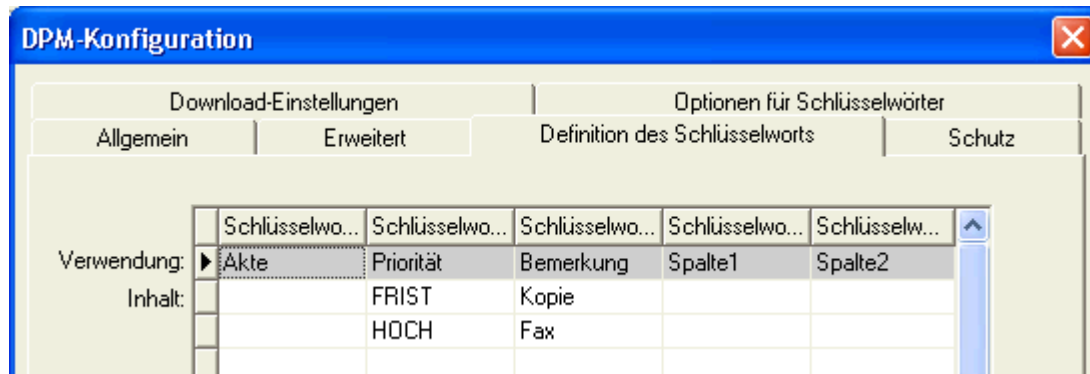 DPM-Konfiguration
Download-Einstellungen Optionen für Schlüsselwörter
Allgemein Erweitert Definition des Schlüsselworts Schutz
Schlüsselwo... Schlüsselwo... Schlüsselwo... Schlüsselwo... Schlüsselw...
Verwendung: Akte Priorität Bemerkung Spalte1 Spalte2
Inhalt: FRIST Kopie
HOCH Fax